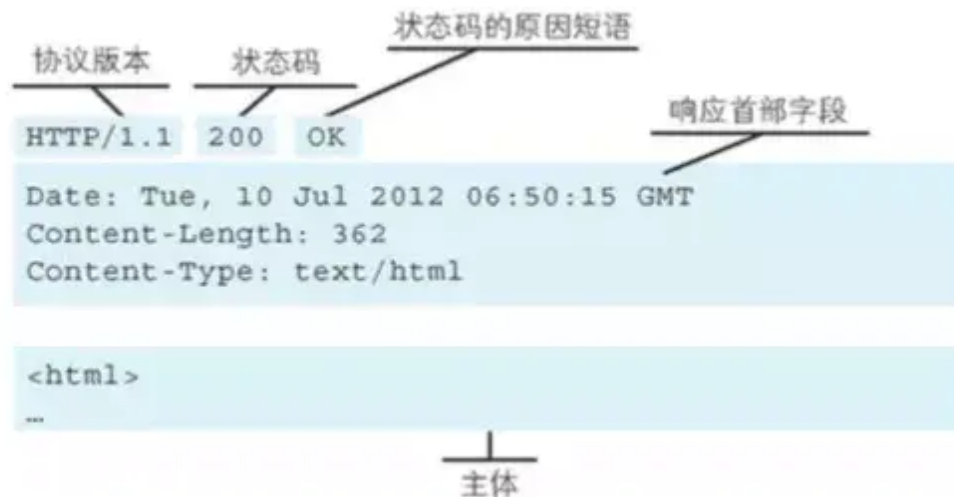 状态码的原因短语
协议版本 状态码
响应首部字段
HTTP/1.1 200 OK
Date: Tue, 10 Jul 2012 06:50:15 GMT
Content-Length: 362
Content-Type: text/html
<html>
…
主体